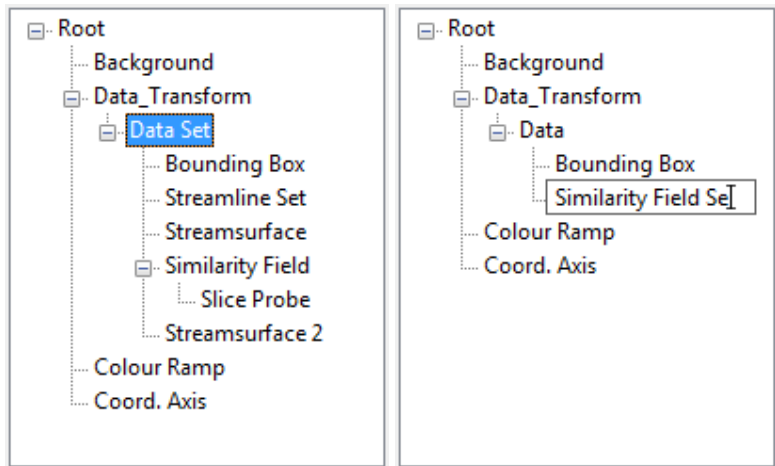 Root
Background
Data_Transform
Data Set
Bounding Box
Streamline Set
Streamsurface
Similarity Field
Slice Probe
Streamsurface 2
Colour Ramp
Coord. Axis
Root
Background
Data_Transform
Data
Bounding Box
Similarity Field Se
Colour Ramp
Coord. Axis